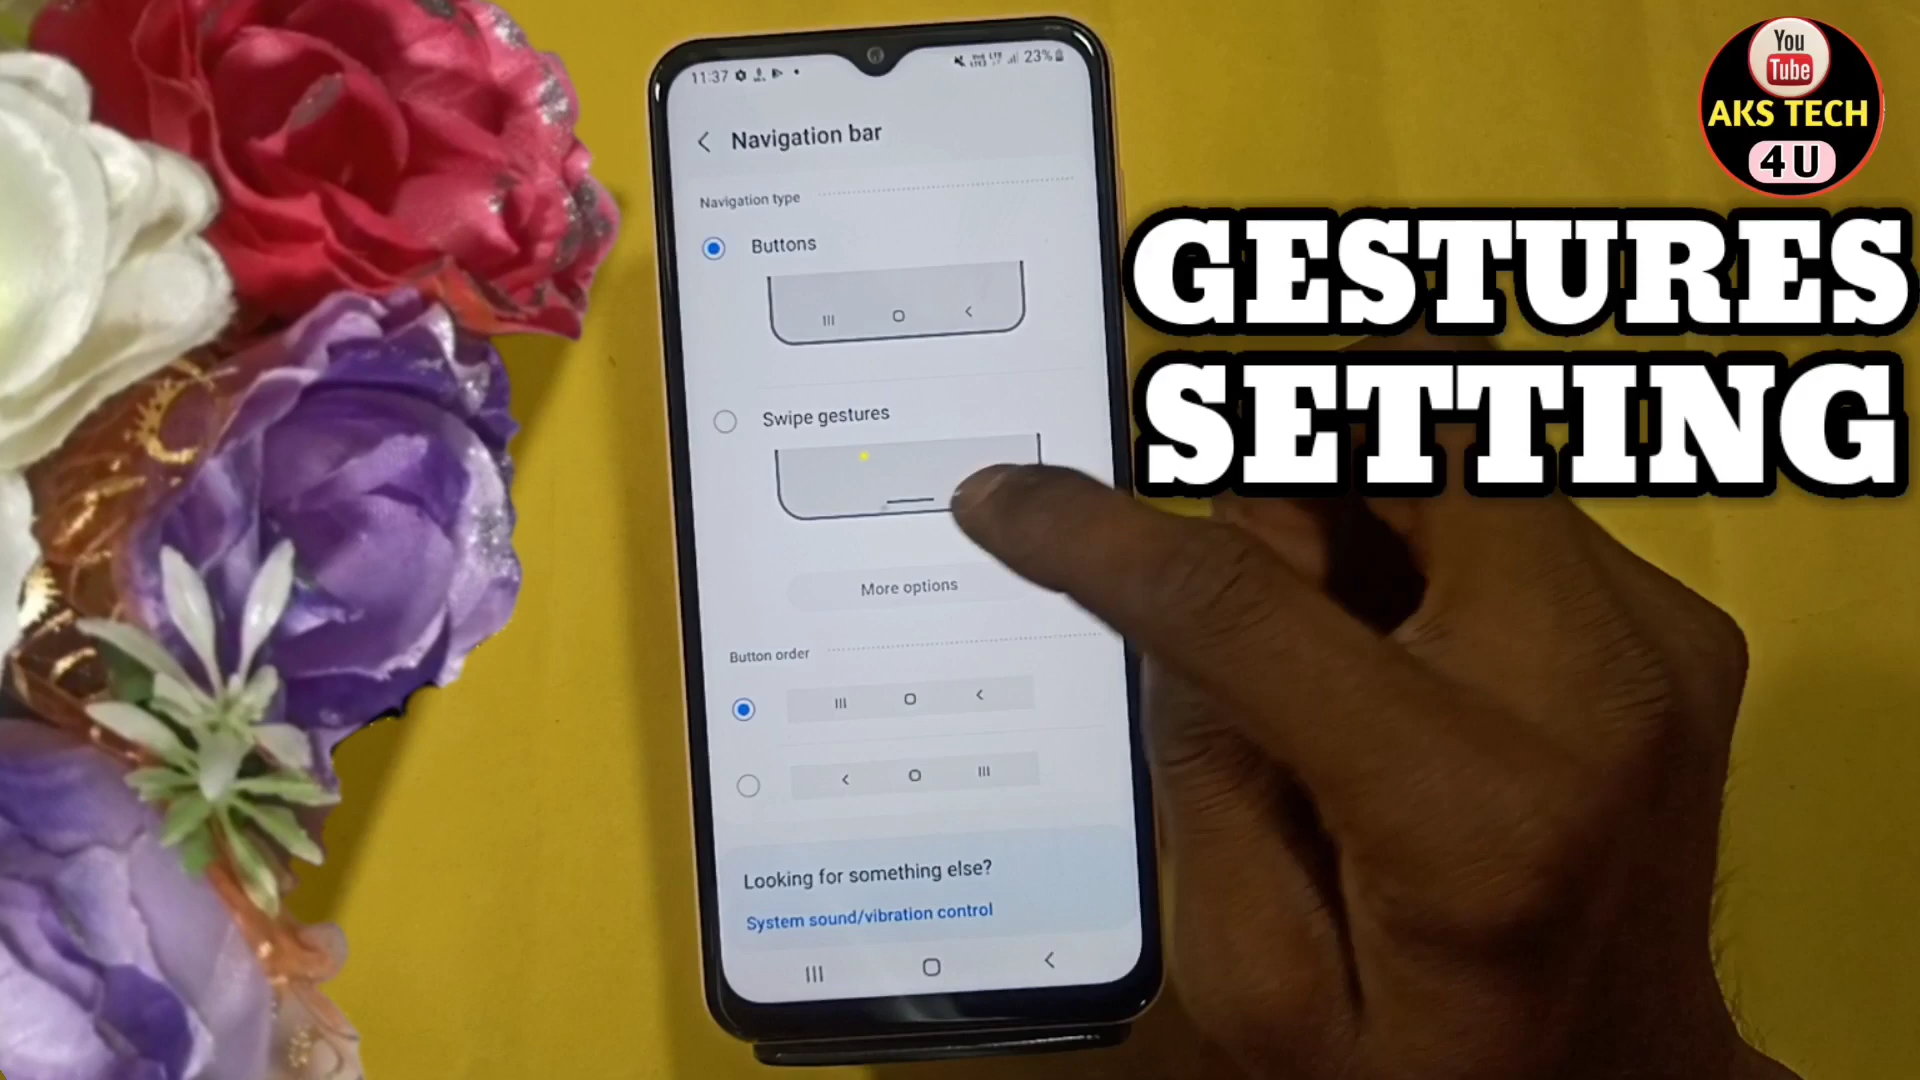 11:37
23%
Navigation bar
Navigation type
Buttons
Swipe gestures
More options
Button order
Looking for something else?
System sound/vibration control
You
Tube
AKS TECH
4 U
GESTURES
SETTING